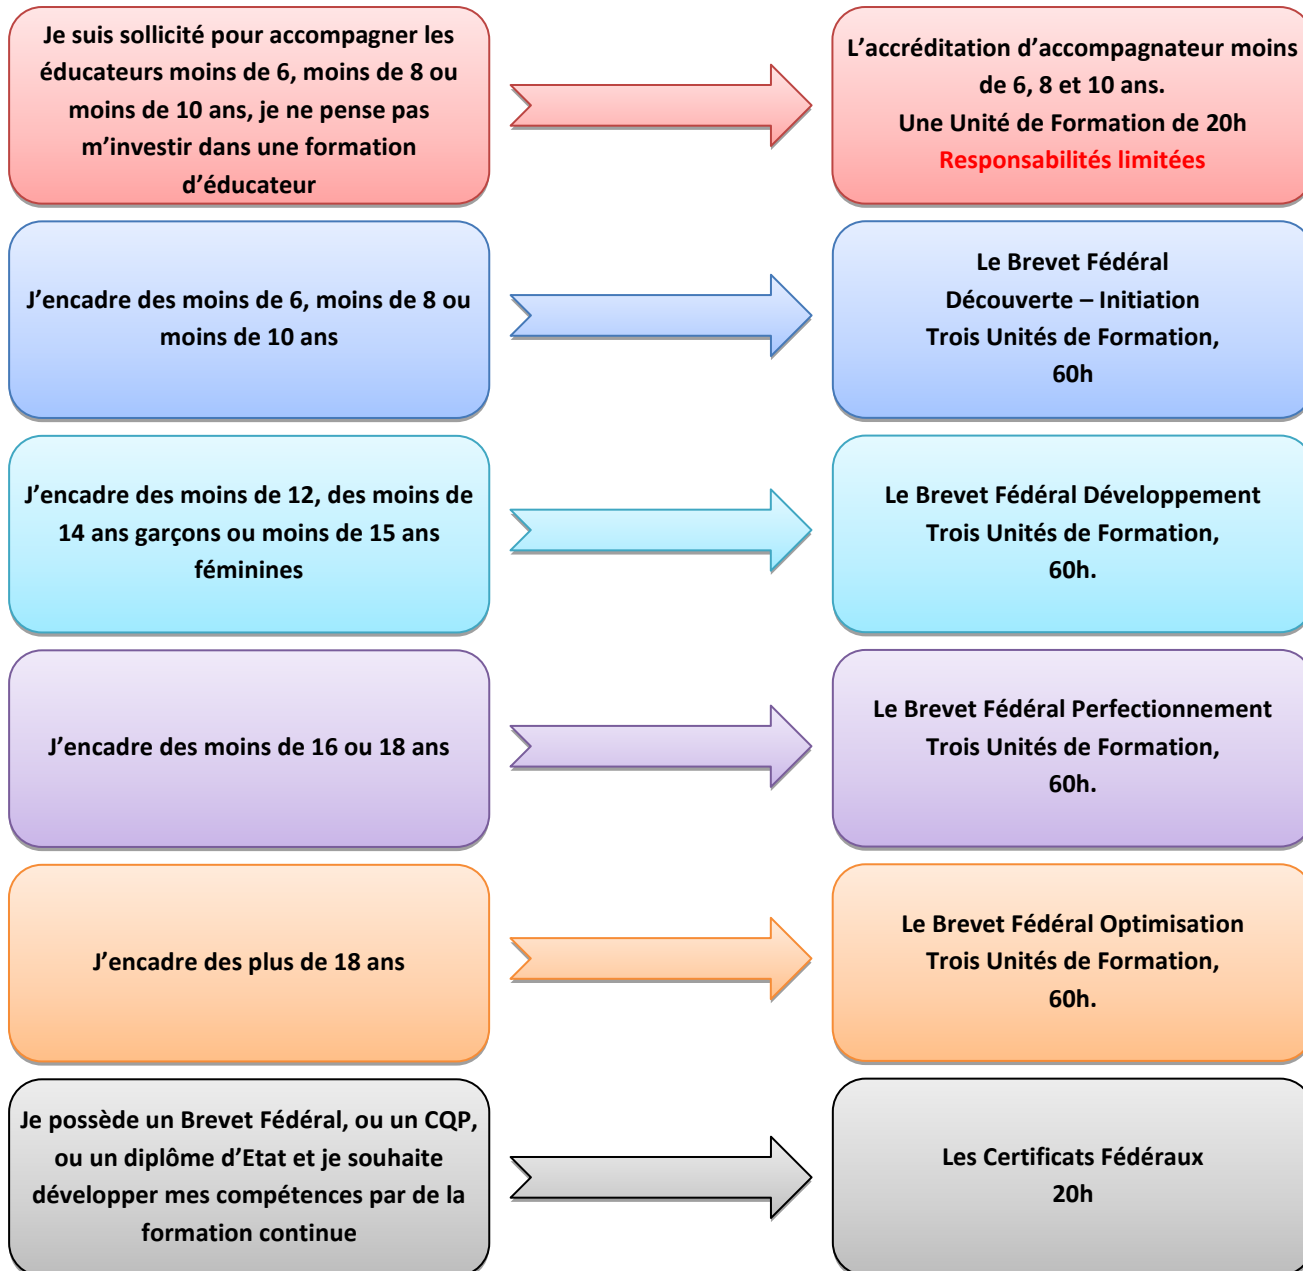 Je suis sollicité pour accompagner les
éducateurs moins de 6, moins de 8 ou
moins de 10 ans, je ne pense pas
m’investir dans une formation
d’éducateur
L’accréditation d’accompagnateur moins
de 6, 8 et 10 ans.
Une Unité de Formation de 20h
Responsabilités limitées
J’encadre des moins de 6, moins de 8 ou
moins de 10 ans
Le Brevet Fédéral
Découverte – Initiation
Trois Unités de Formation,
60h
J’encadre des moins de 12, des moins de
14 ans garçons ou moins de 15 ans
féminines
Le Brevet Fédéral Développement
Trois Unités de Formation,
60h.
J’encadre des moins de 16 ou 18 ans
Le Brevet Fédéral Perfectionnement
Trois Unités de Formation,
60h.
J’encadre des plus de 18 ans
Le Brevet Fédéral Optimisation
Trois Unités de Formation,
60h.
Je possède un Brevet Fédéral, ou un CQP,
ou un diplôme d’Etat et je souhaite
développer mes compétences par de la
formation continue
Les Certificats Fédéraux
20h